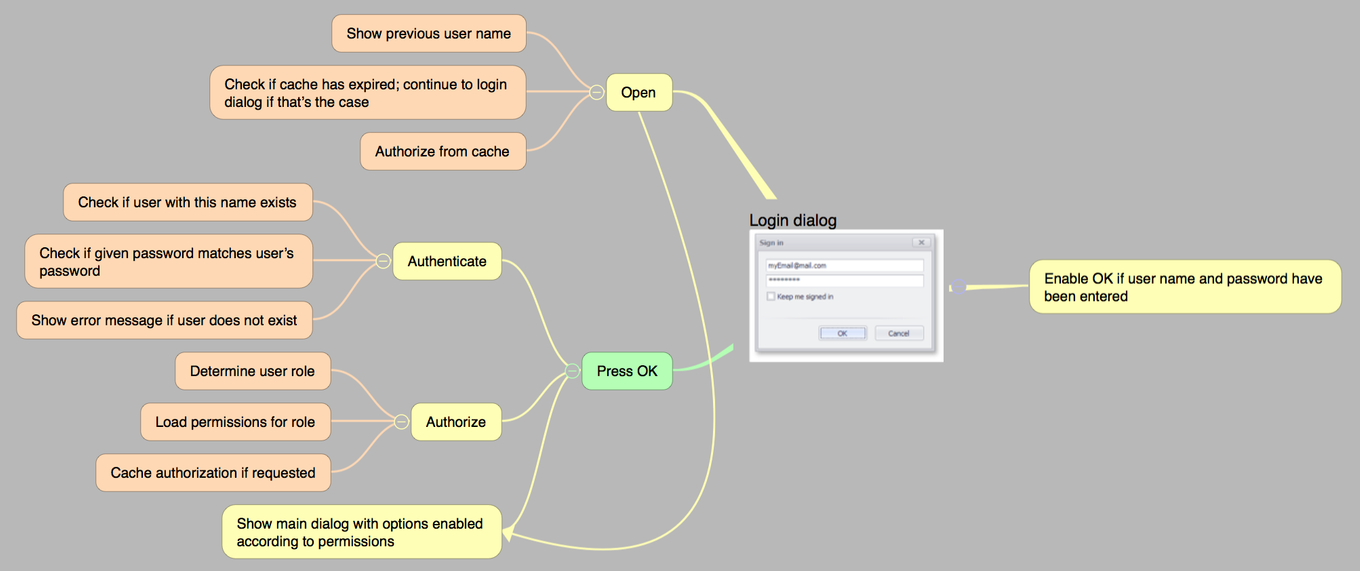 Show previous user name
Check if cache has expired; continue to login
dialog if that's the case
Authorize from cache
Open
Check if user with this name exists
Check if given password matches user's
password
Show error message if user does not exist
Authenticate
Determine user role
Load permissions for role
Cache authorization if requested
Authorize
Show main dialog with options enabled
according to permissions
Press OK
Login dialog
Sign in
myEmail@mail.com
********
Keep me signed in
OK
Cancel
Enable OK if user name and password have
been entered